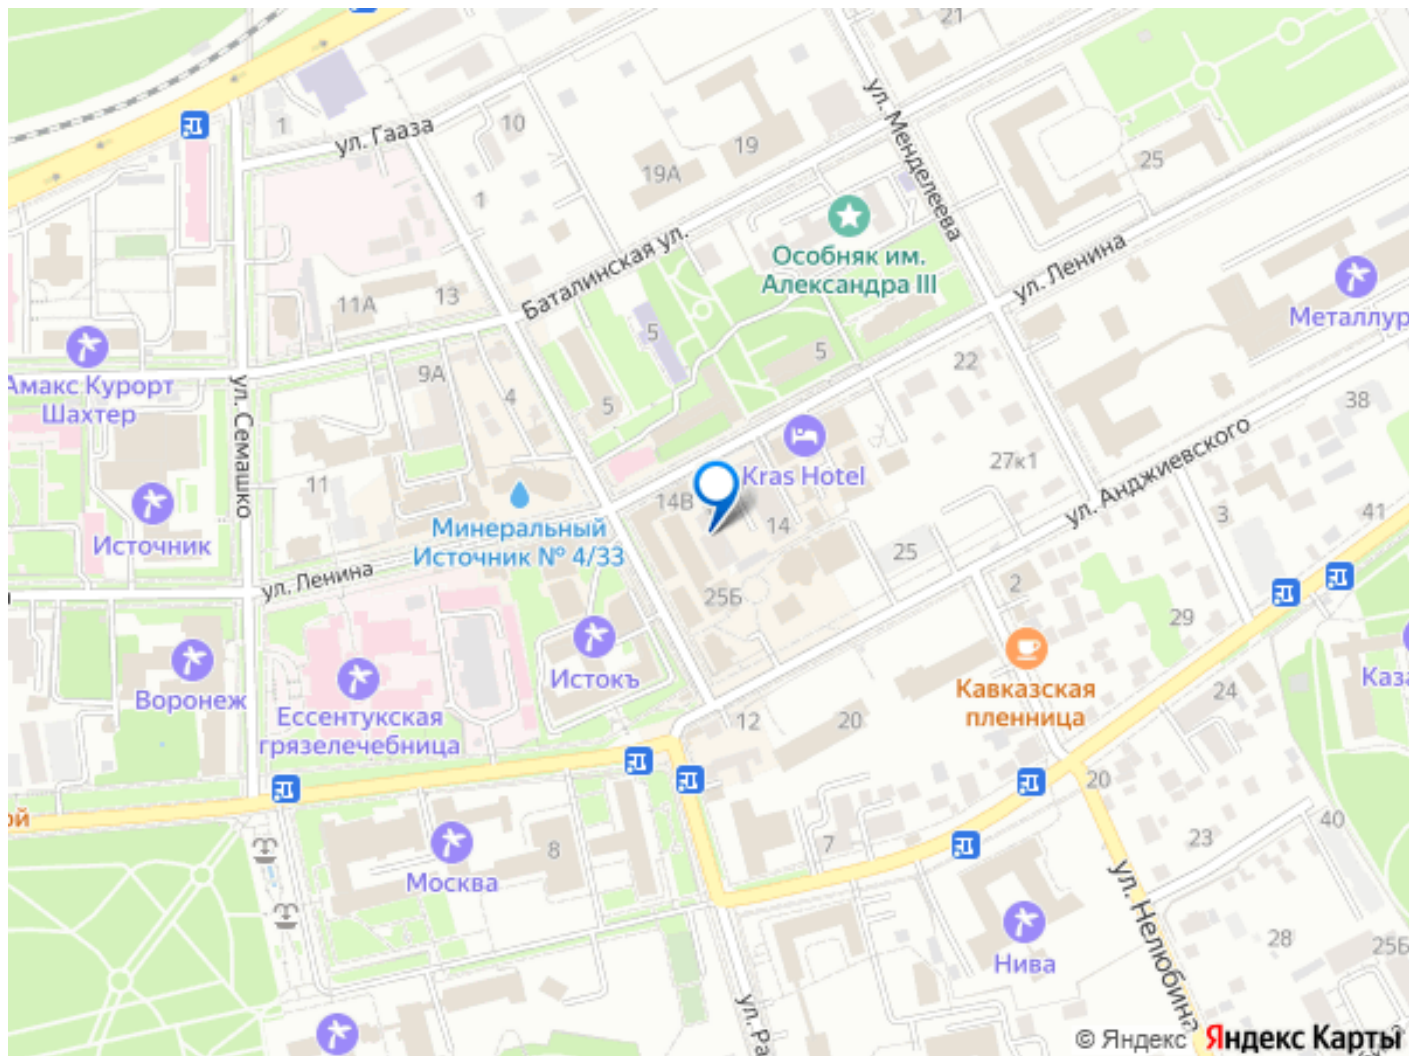 21
ул. Гааза
1
10
19
19А
25
ул. Менделеева
1
Особняк им.
Александра III
ул. Ленина
Баталинская ул.
11А
13
Металлур
Амакс Курорт
Шахтер
5
5
5
22
9А
4
38
ул. Семашко
Kras Hotel
27к1
ул. Анджиевского
11
14В
14
3
41
Источник
Минеральный
Источник № 4/33
25
ул. Ленина
25Б
2
29
Воронеж
Истокъ
Кавказская
пленница
Каза
24
Ессентукская
грязелечебница
12
20
20
ой
7
23
40
8
Москва
ул. Нелюбина
Нива
28
25Б
ул. Ра
© Яндекс Яндекс Карты